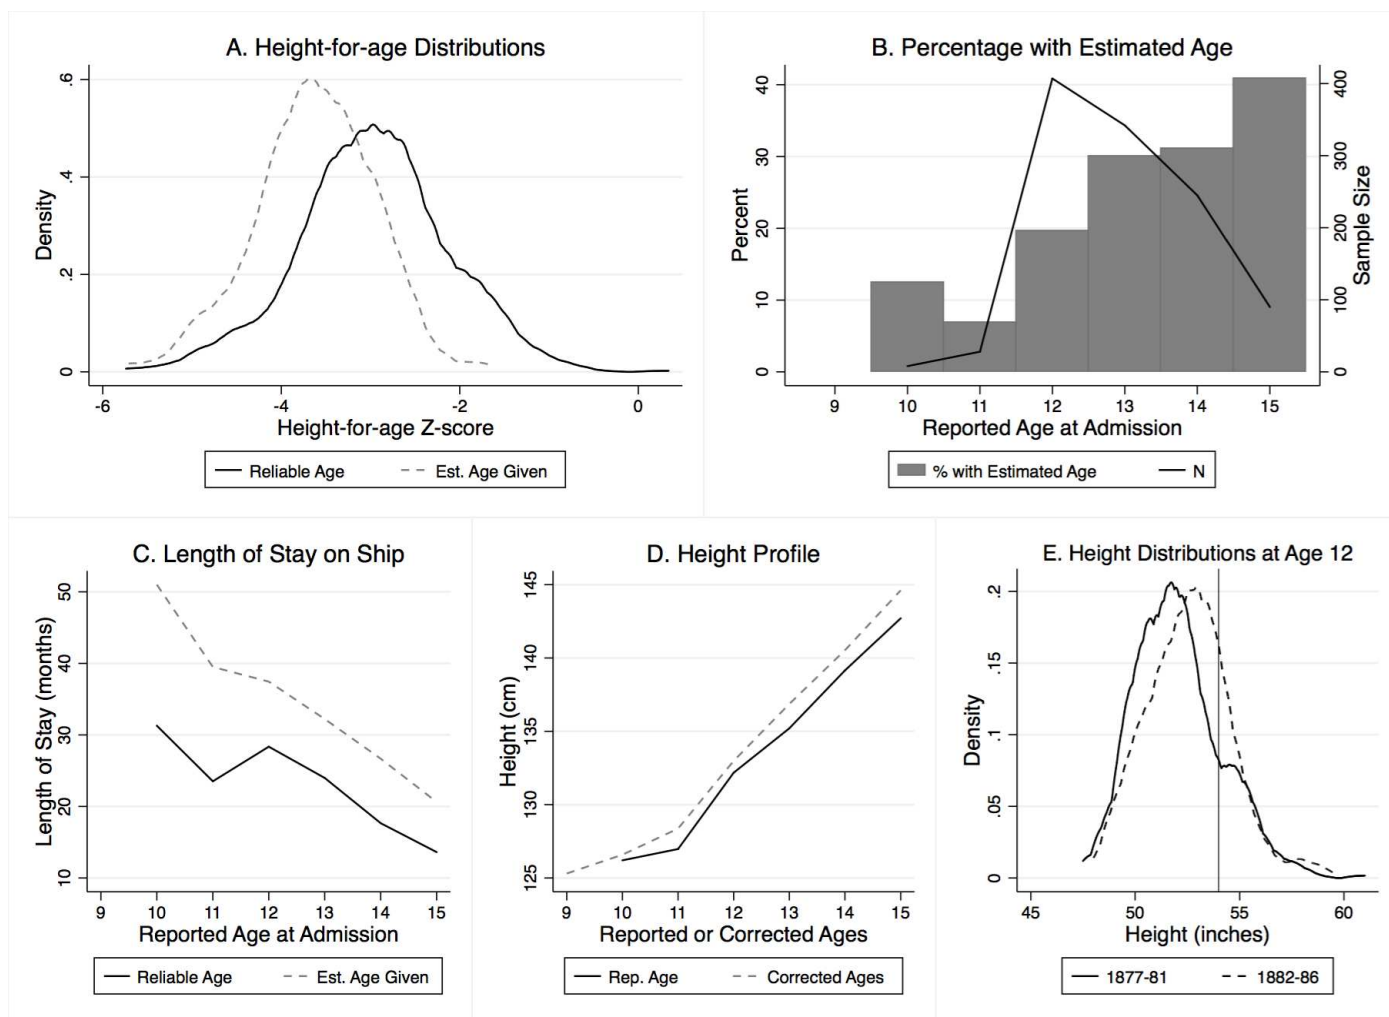 A. Height-for-age Distributions
Density
.6
.4
.2
0
-6 -4 -2 0
Height-for-age Z-score
Reliable Age Est. Age Given
B. Percentage with Estimated Age
Percent
40
30
20
10
0
400
300
200
100
0
Sample Size
9 10 11 12 13 14 15
Reported Age at Admission
% with Estimated Age N
C. Length of Stay on Ship
Length of Stay (months)
50
40
30
20
10
9 10 11 12 13 14 15
Reported Age at Admission
Reliable Age Est. Age Given
D. Height Profile
Height (cm)
145
140
135
130
125
9 10 11 12 13 14 15
Reported or Corrected Ages
Rep. Age Corrected Ages
E. Height Distributions at Age 12
Density
.2
.15
.1
.05
0
45 50 55 60
Height (inches)
1877-81 1882-86